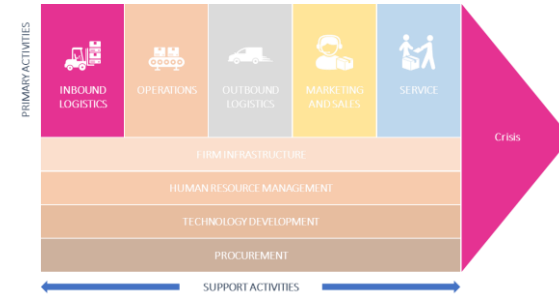 PRIMARY ACTIVITIES
INBOUND
LOGISTICS
OPERATIONS
OUTBOUND
LOGISTICS
MARKETING
AND SALES
SERVICE
FIRM INFRASTRUCTURE
HUMAN RESOURCE MANAGEMENT
TECHNOLOGY DEVELOPMENT
PROCUREMENT
Crisis
SUPPORT ACTIVITIES